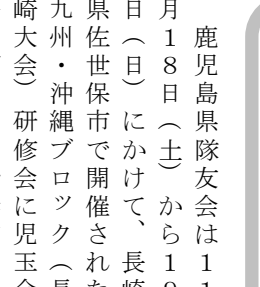 鹿児島県隊友会は１１
月１８日（土）から１９
日（日）にかけて、長崎
県佐世保市で開催された
九州・沖縄ブロック（長
崎大会）研修会に児玉会